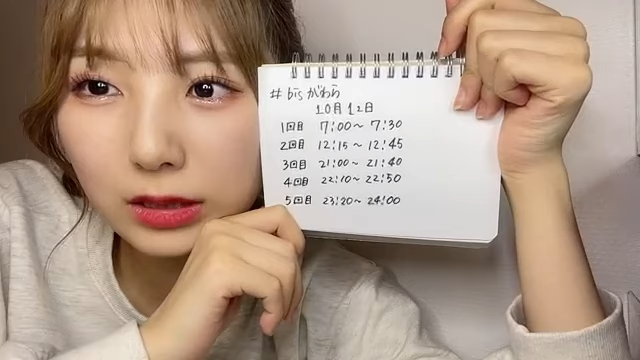 # bis がわら
10月12日
1回目 7:00〜 7:30
2回目 12:15 〜 12:45
3回目 21:00〜 21:40
4回目 22:10〜 22:50
5回目 23:20〜 24:00